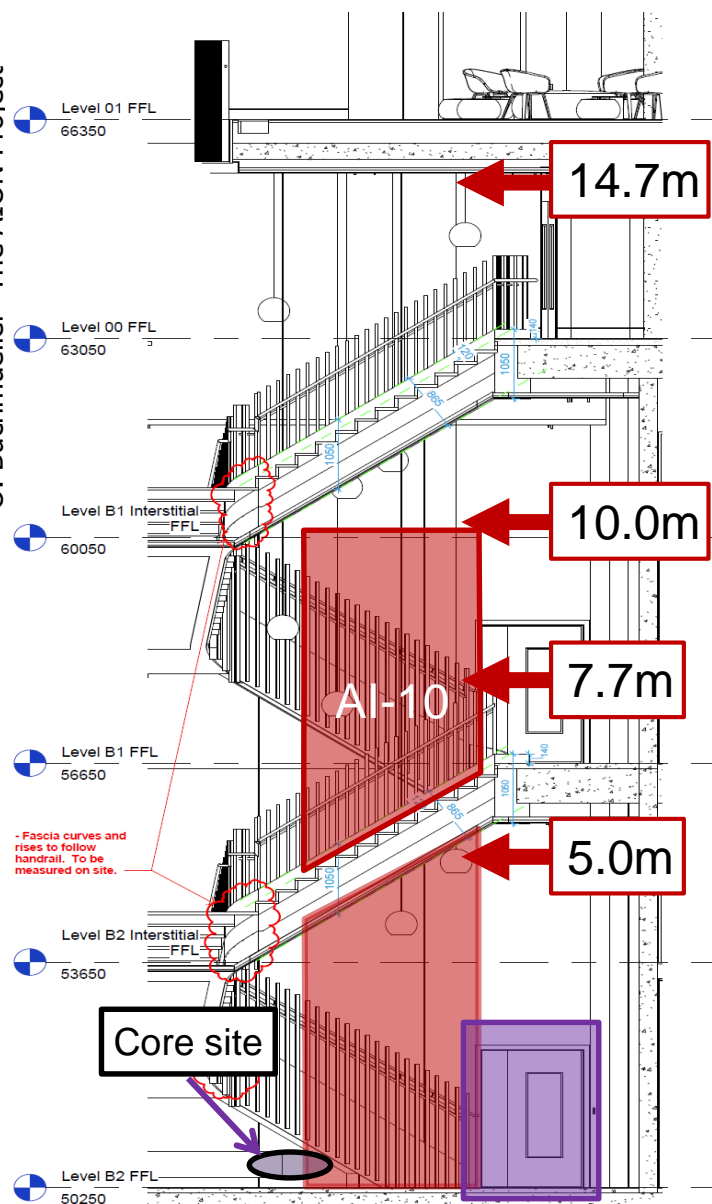 Level 01 FFL
66350
14.7m
Level 00 FFL
63050
140
120
1050
865
1050
Level B1 Interstitial
FFL
60050
10.0m
AI-10
7.7m
Level B1 FFL
56650
140
1050
865
- Fascia curves and
rises to follow
handrail. To be
measured on site.
1050
5.0m
Level B2 Interstitial
FFL
53650
Core site
Level B2 FFL
50250